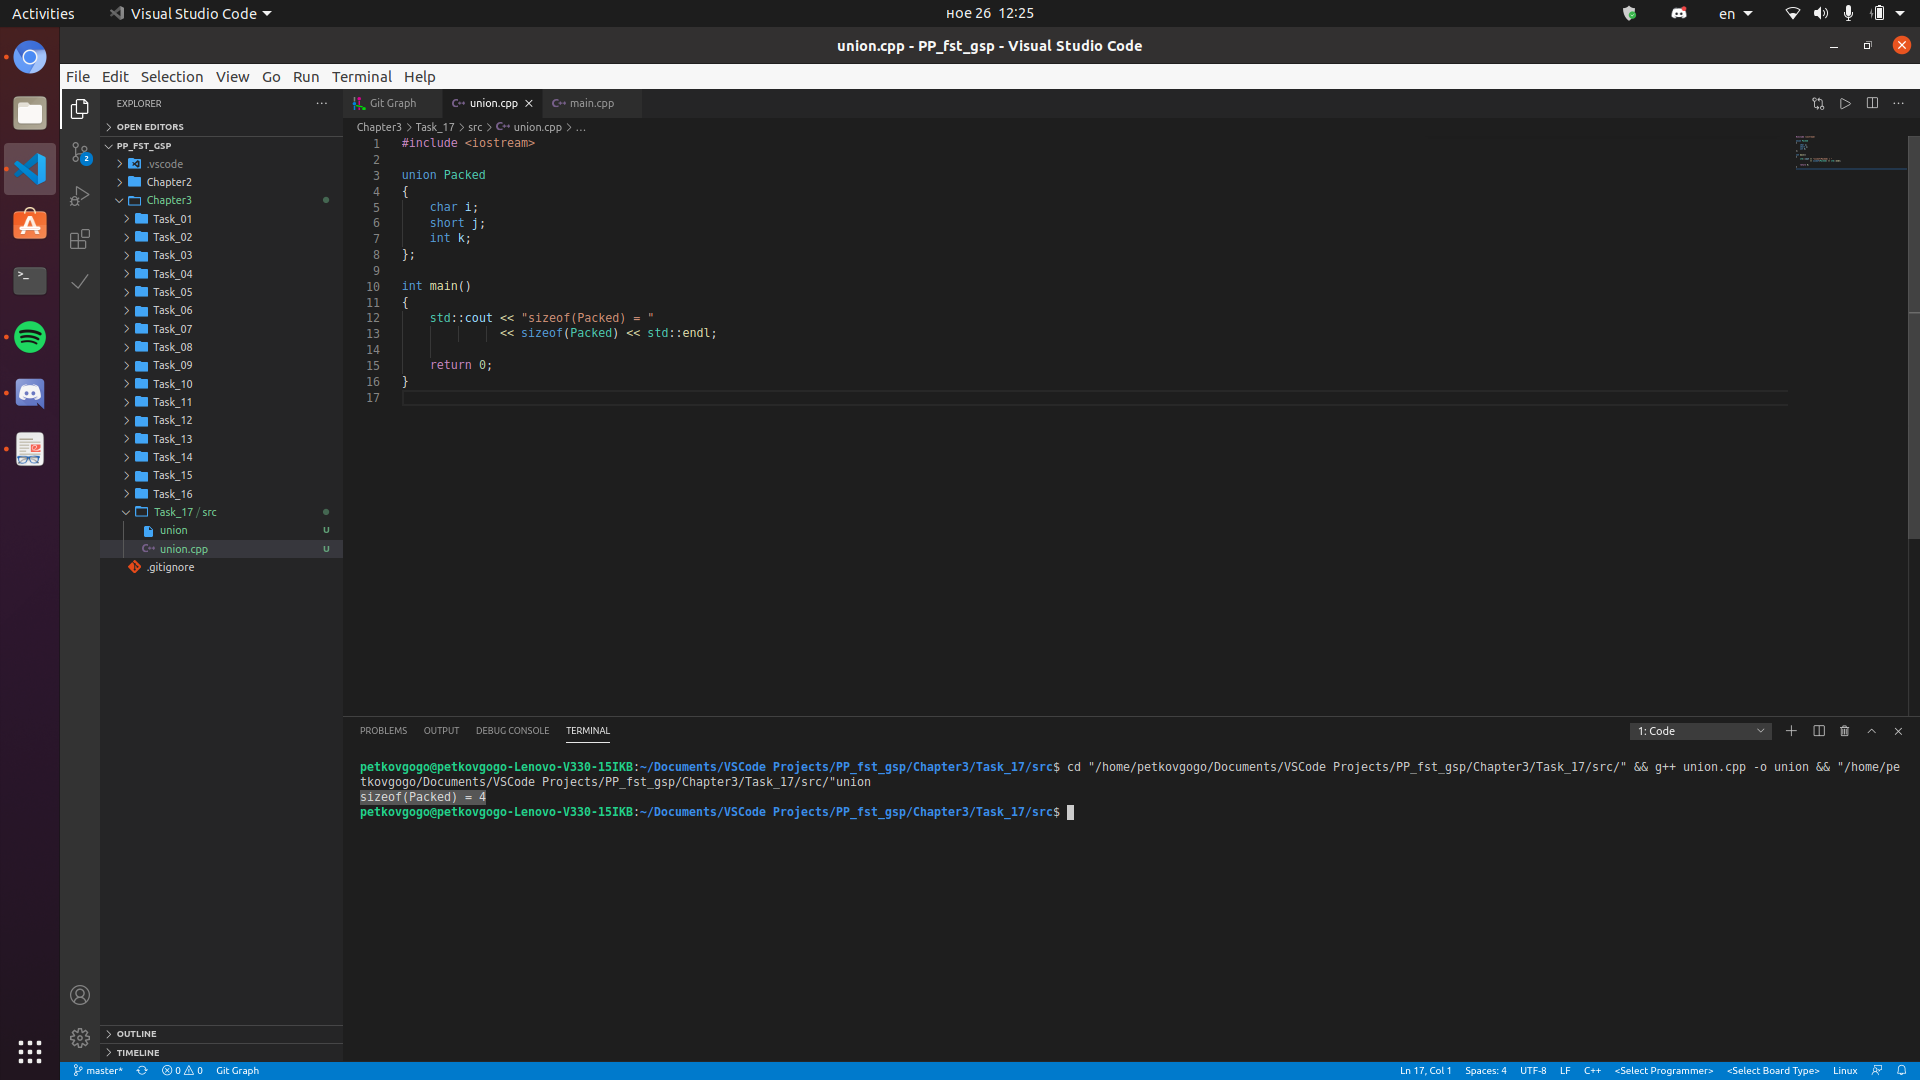 Activities
Visual Studio Code
ное 26 12:25
en
union.cpp - PP_fst_gsp - Visual Studio Code
File Edit Selection View Go Run Terminal Help
EXPLORER
OPEN EDITORS
PP_FST_GSP
.vscode
Chapter2
Chapter3
Task_01
Task_02
Task_03
Task_04
Task_05
Task_06
Task_07
Task_08
Task_09
Task_10
Task_11
Task_12
Task_13
Task_14
Task_15
Task_16
Task_17 / src
union U
union.cpp U
.gitignore
OUTLINE
TIMELINE
2
Git Graph
union.cpp
main.cpp
Chapter3 > Task_17 > src > union.cpp > ...
1 #include <iostream>
2
3 union Packed
4 {
5 char i;
6 short j;
7 int k;
8 };
9
10 int main()
11 {
12 std::cout << "sizeof(Packed) = "
13 << sizeof(Packed) << std::endl;
14
15 return 0;
16 }
17
PROBLEMS OUTPUT DEBUG CONSOLE TERMINAL
1: Code
petkovgogo@petkovgogo-Lenovo-V330-15IKB:~/Documents/VSCode Projects/PP_fst_gsp/Chapter3/Task_17/src$ cd "/home/petkovgogo/Documents/VSCode Projects/PP_fst_gsp/Chapter3/Task_17/src/" && g++ union.cpp -o union && "/home/pe
tkovgogo/Documents/VSCode Projects/PP_fst_gsp/Chapter3/Task_17/src/"union
sizeof(Packed) = 4
petkovgogo@petkovgogo-Lenovo-V330-15IKB:~/Documents/VSCode Projects/PP_fst_gsp/Chapter3/Task_17/src$
master* 0 0 Git Graph
Ln 17, Col 1 Spaces: 4 UTF-8 LF C++ <Select Programmer> <Select Board Type> Linux